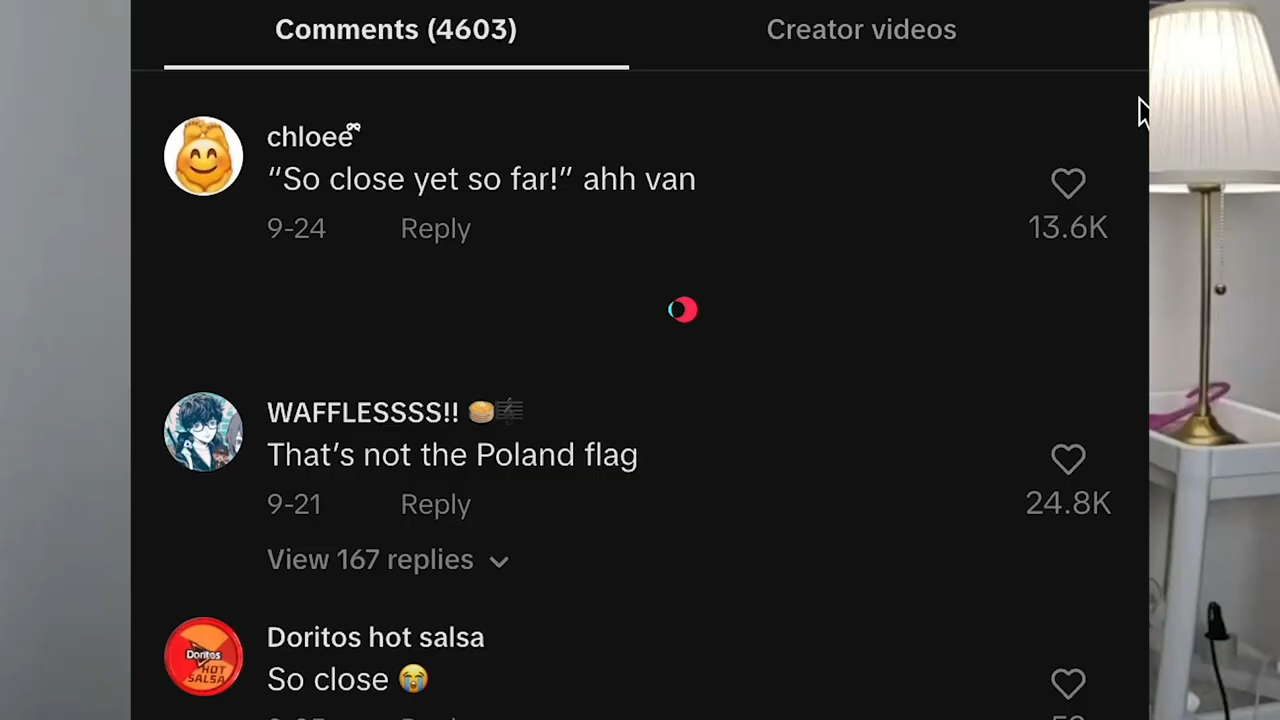 Comments (4603)
Creator videos
chloee
“So close yet so far!” ahh van
9-24 Reply
13.6K
WAFFLESSSS!! 🥞🎼
That’s not the Poland flag
9-21 Reply
24.8K
View 167 replies
Doritos hot salsa
So close 😭
Doritos
HOT
SALSA
Reply